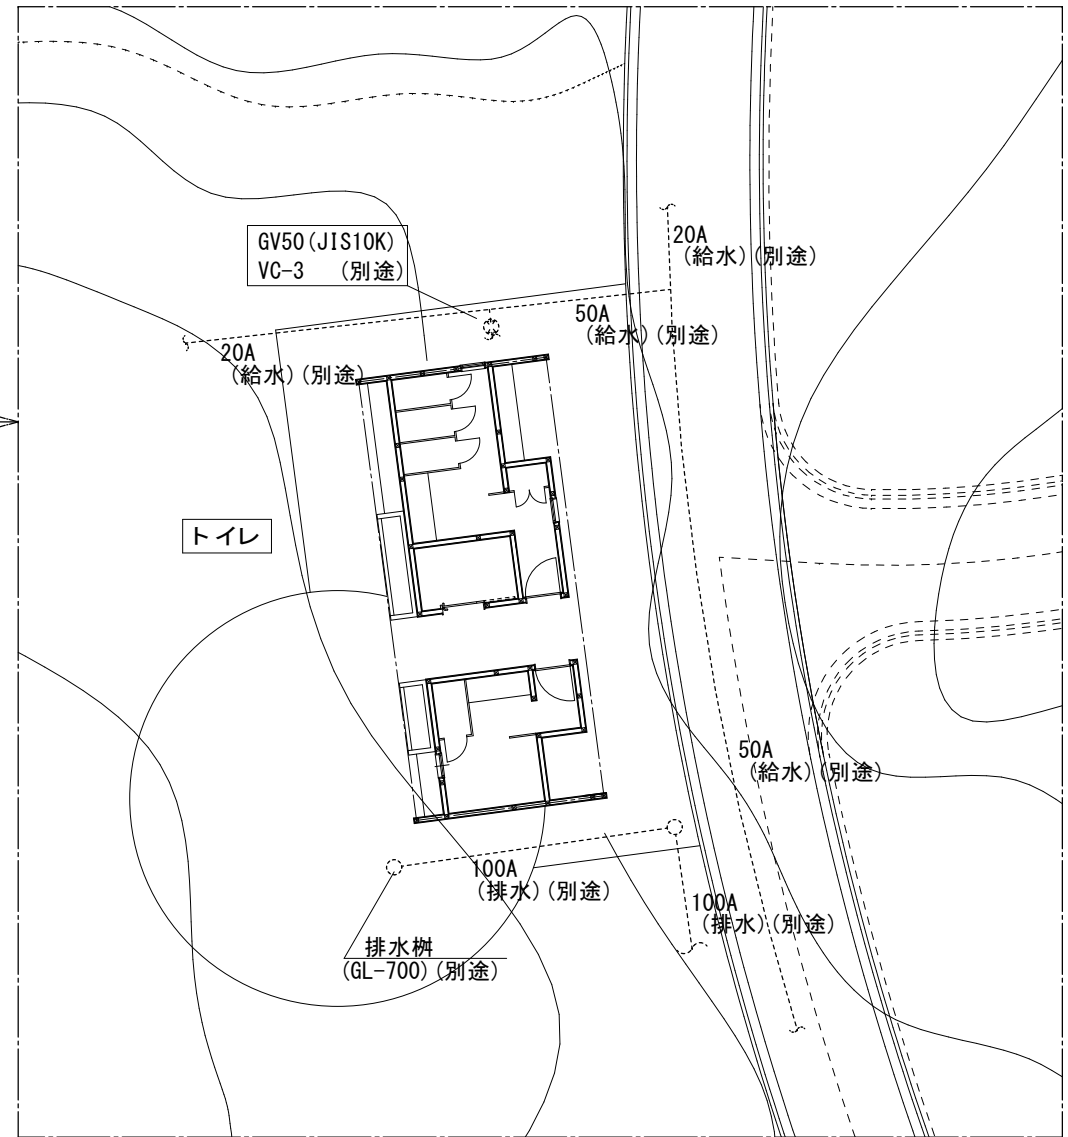 GV50(JIS10K)
VC-3 (別途)
20A
(給水)(別途)
50A
(給水)(別途)
20A
(給水)(別途)
トイレ
50A
(給水)(別途)
100A
(排水)(別途)
100A
(排水)(別途)
排水桝
(GL-700)(別途)